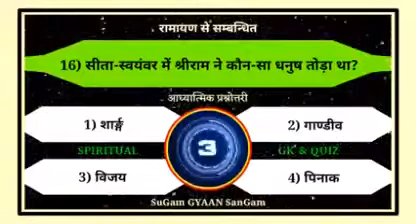 रामायण से सम्बन्धित
16) सीता-स्वयंवर में श्रीराम ने कौन-सा धनुष तोड़ा था?
आध्यात्मिक प्रश्नोत्तरी
1) शार्ङ्ग
2) गाण्डीव
SPIRITUAL
3
GK & QUIZ
3) विजय
4) पिनाक
SuGam GYAAN SanGam